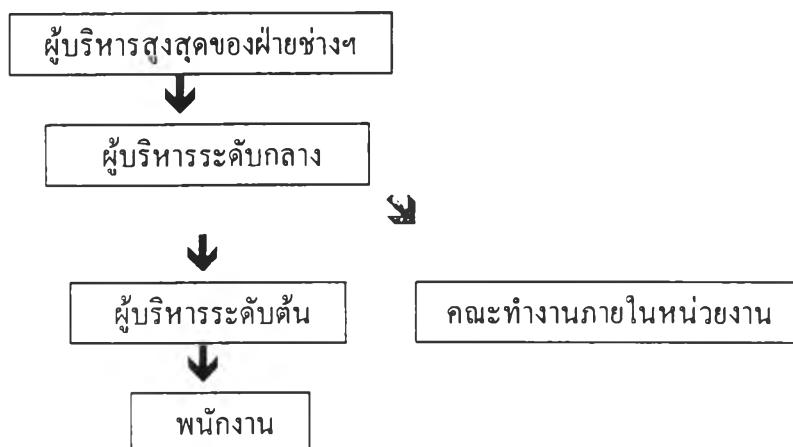 ผู้บริหารสูงสุดของฝ่ายช่างฯ
ผู้บริหารระดับกลาง
ผู้บริหารระดับต้น
คณะทำงานภายในหน่วยงาน
พนักงาน